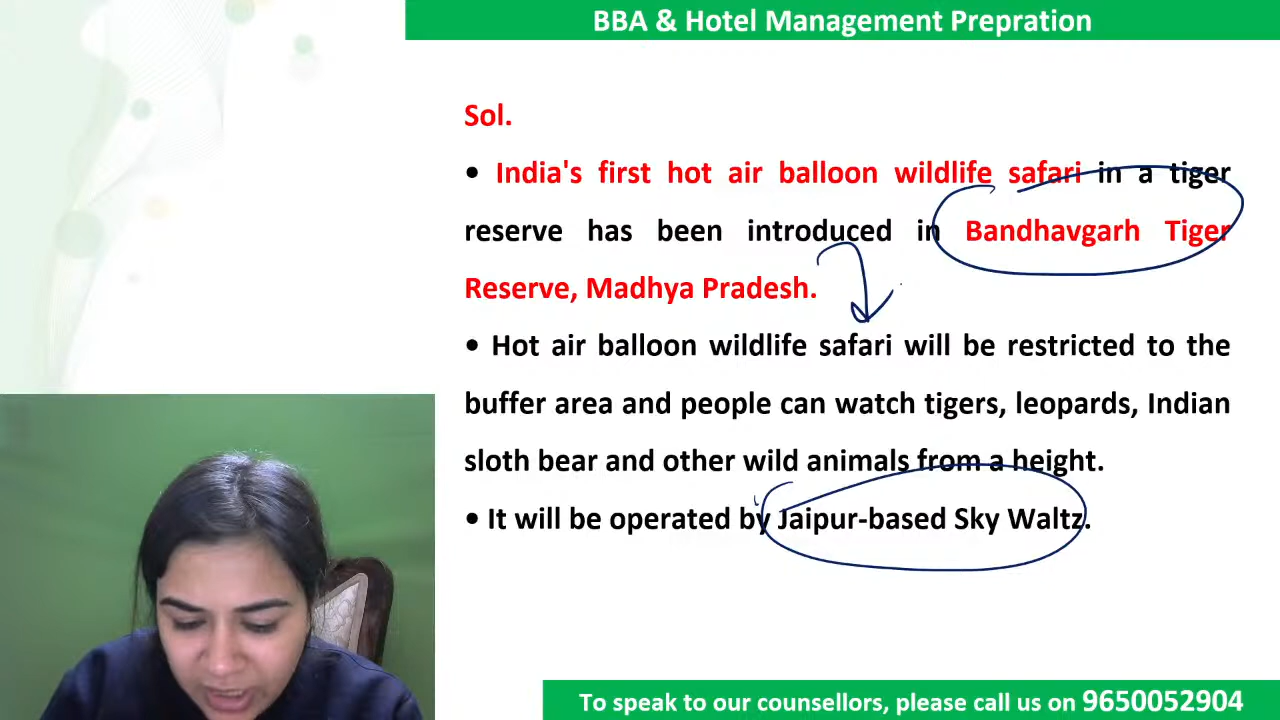 BBA & Hotel Management Prepration
Sol.
• India's first hot air balloon wildlife safari in a tiger
reserve has been introduced in Bandhavgarh Tiger
Reserve, Madhya Pradesh.
• Hot air balloon wildlife safari will be restricted to the
buffer area and people can watch tigers, leopards, Indian
sloth bear and other wild animals from a height.
• It will be operated by Jaipur-based Sky Waltz.
To speak to our counsellors, please call us on 9650052904